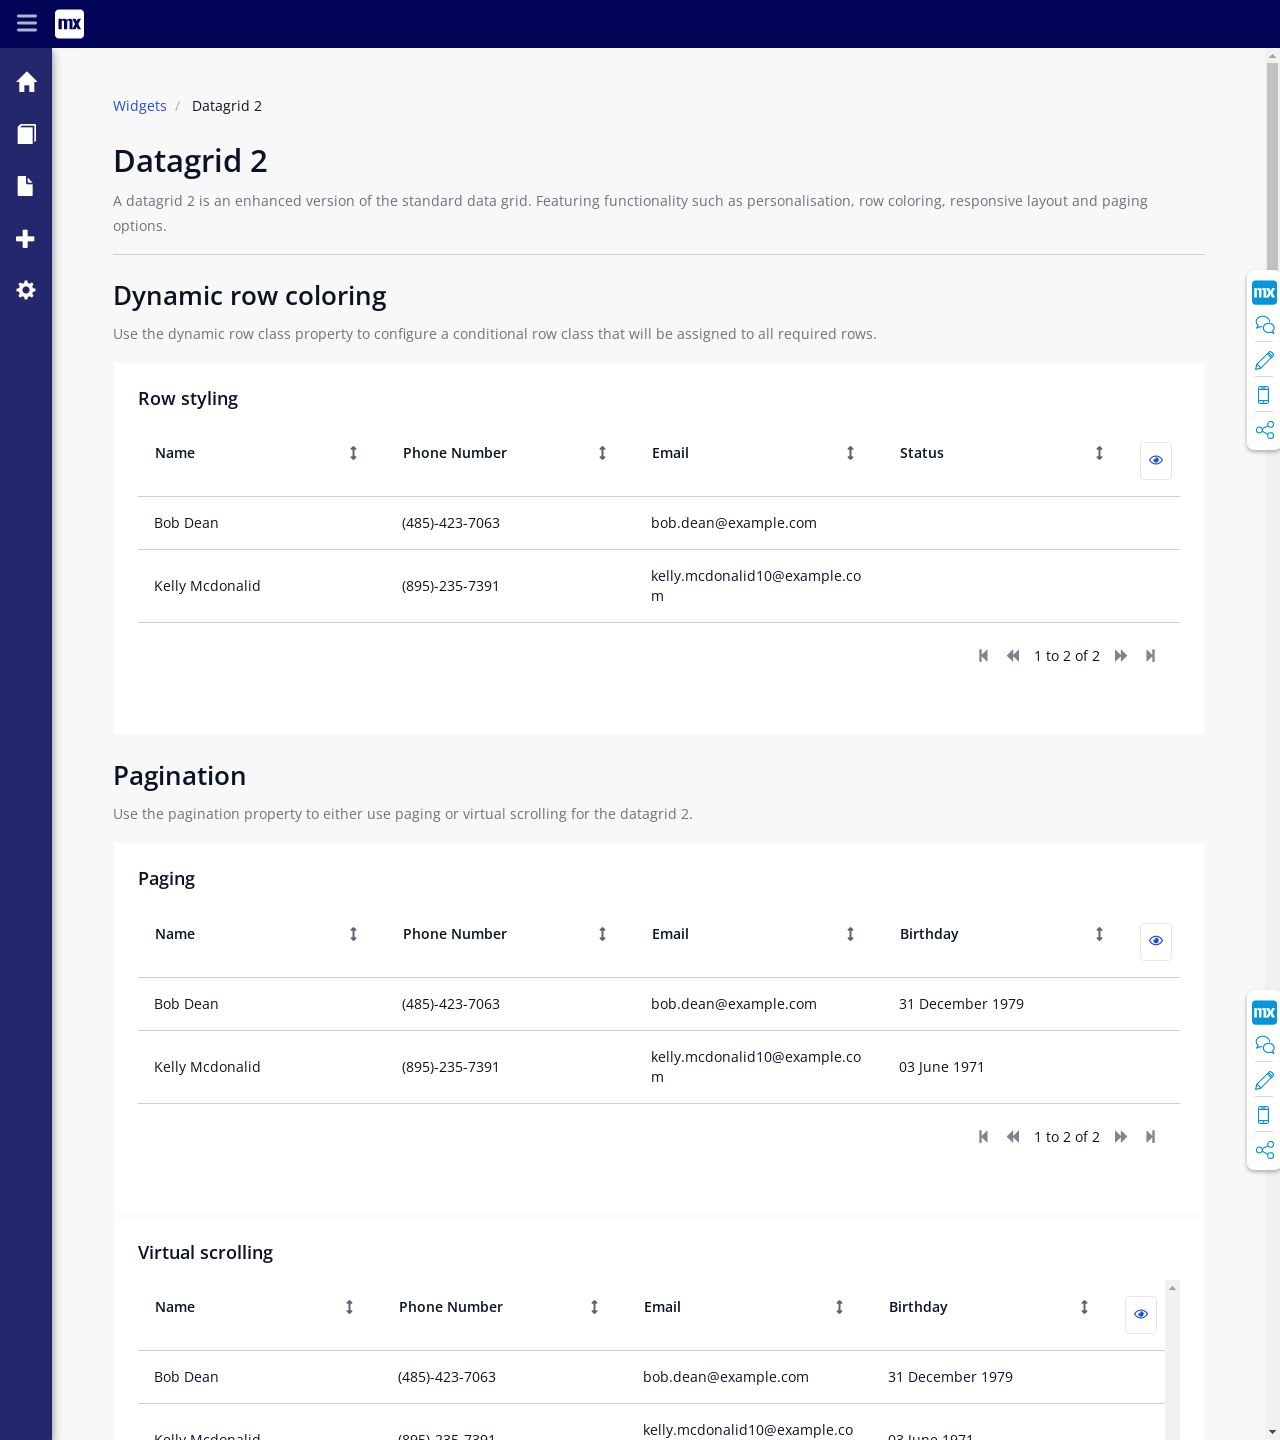 mx
Widgets / Datagrid 2
Datagrid 2
A datagrid 2 is an enhanced version of the standard data grid. Featuring functionality such as personalisation, row coloring, responsive layout and paging
options.
Dynamic row coloring
Use the dynamic row class property to configure a conditional row class that will be assigned to all required rows.
mx
Row styling
Name Phone Number Email Status
Bob Dean (485)-423-7063 bob.dean@example.com
Kelly Mcdonalid (895)-235-7391 kelly.mcdonalid10@example.co
m
1 to 2 of 2
Pagination
Use the pagination property to either use paging or virtual scrolling for the datagrid 2.
Paging
Name Phone Number Email Birthday
Bob Dean (485)-423-7063 bob.dean@example.com 31 December 1979
mx
Kelly Mcdonalid (895)-235-7391 kelly.mcdonalid10@example.co
m 03 June 1971
1 to 2 of 2
Virtual scrolling
Name Phone Number Email Birthday
Bob Dean (485)-423-7063 bob.dean@example.com 31 December 1979
kelly.mcdonalid10@example.co
Kelly Mcdonalid (895)-235-7391 03 June 1971